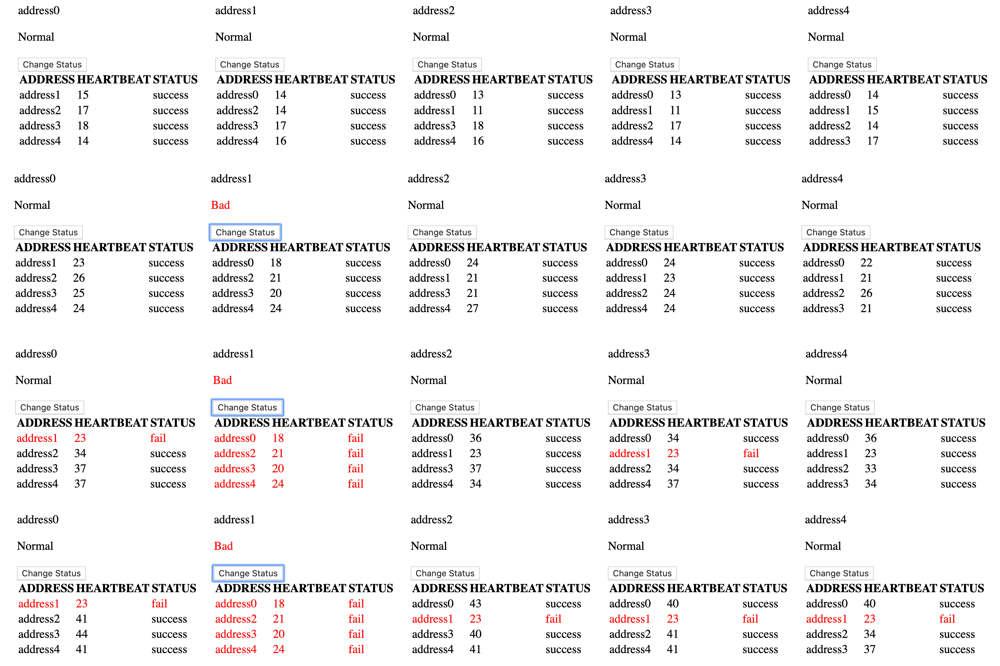 address0 address1 address2 address3 address4
Normal Normal Normal Normal Normal
Change Status Change Status Change Status Change Status Change Status
ADDRESS HEARTBEAT STATUS ADDRESS HEARTBEAT STATUS ADDRESS HEARTBEAT STATUS ADDRESS HEARTBEAT STATUS ADDRESS HEARTBEAT STATUS
address1 15 success address0 14 success address0 13 success address0 13 success address0 14 success
address2 17 success address2 14 success address1 11 success address1 11 success address1 15 success
address3 18 success address3 17 success address3 18 success address2 17 success address2 14 success
address4 14 success address4 16 success address4 16 success address4 14 success address3 17 success
address0 address1 address2 address3 address4
Normal Bad Normal Normal Normal
Change Status Change Status Change Status Change Status Change Status
ADDRESS HEARTBEAT STATUS ADDRESS HEARTBEAT STATUS ADDRESS HEARTBEAT STATUS ADDRESS HEARTBEAT STATUS ADDRESS HEARTBEAT STATUS
address1 23 success address0 18 success address0 24 success address0 24 success address0 22 success
address2 26 success address2 21 success address1 21 success address1 23 success address1 21 success
address3 25 success address3 20 success address3 21 success address2 24 success address2 26 success
address4 24 success address4 24 success address4 27 success address4 24 success address3 21 success
address0 address1 address2 address3 address4
Normal Bad Normal Normal Normal
Change Status Change Status Change Status Change Status Change Status
ADDRESS HEARTBEAT STATUS ADDRESS HEARTBEAT STATUS ADDRESS HEARTBEAT STATUS ADDRESS HEARTBEAT STATUS ADDRESS HEARTBEAT STATUS
address1 23 fail address0 18 fail address0 36 success address0 34 success address0 36 success
address2 34 success address2 21 fail address1 23 success address1 23 fail address1 23 success
address3 37 success address3 20 fail address3 37 success address2 34 success address2 33 success
address4 37 success address4 24 fail address4 34 success address4 37 success address3 34 success
address0 address1 address2 address3 address4
Normal Bad Normal Normal Normal
Change Status Change Status Change Status Change Status Change Status
ADDRESS HEARTBEAT STATUS ADDRESS HEARTBEAT STATUS ADDRESS HEARTBEAT STATUS ADDRESS HEARTBEAT STATUS ADDRESS HEARTBEAT STATUS
address1 23 fail address0 18 fail address0 43 success address0 40 success address0 40 success
address2 41 success address2 21 fail address1 23 fail address1 23 fail address1 23 fail
address3 44 success address3 20 fail address3 40 success address2 41 success address2 34 success
address4 41 success address4 24 fail address4 41 success address4 41 success address3 37 success